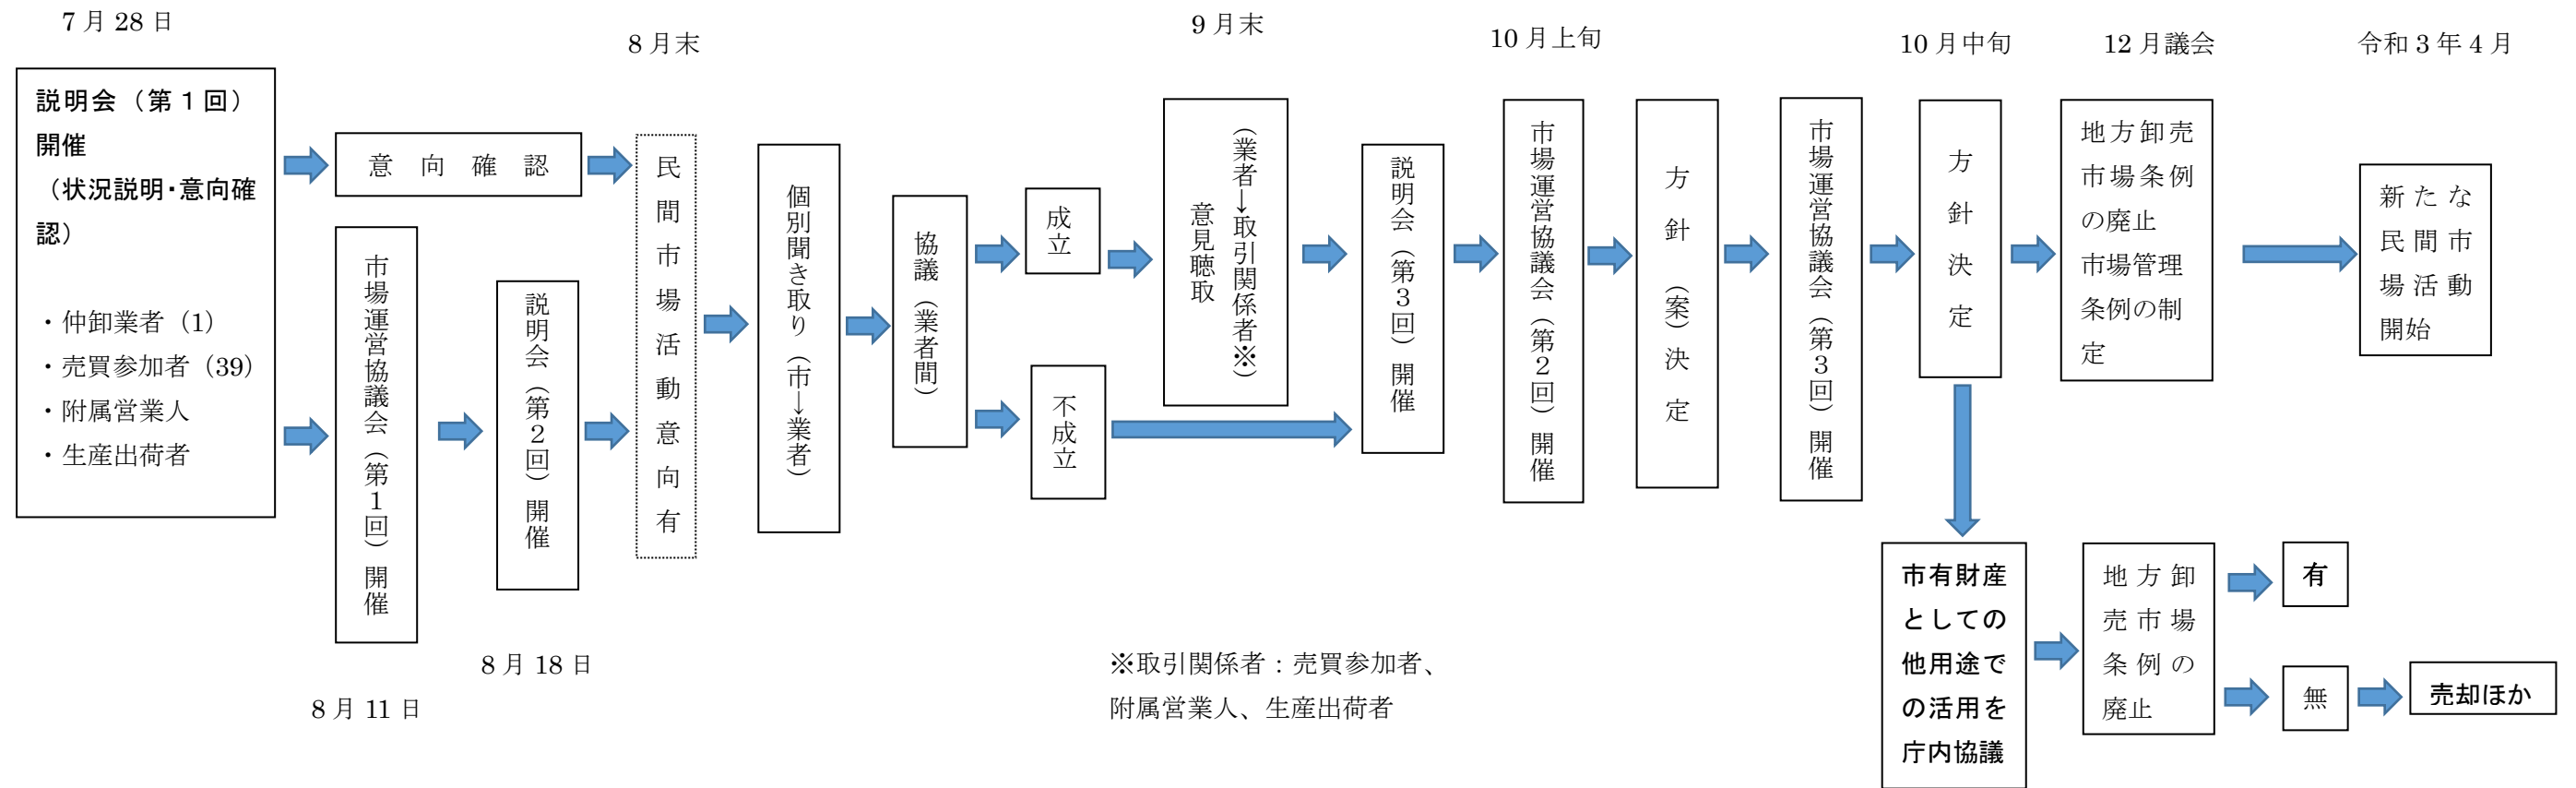 7月28日
8月末
9月末
10月上旬
10月中旬
12月議会
令和3年4月
説明会（第１回）
開催
（状況説明・意向確
認）
・仲卸業者（1）
・売買参加者（39）
・附属営業人
・生産出荷者
意向確認
市場運営協議会（第１回）開催
8月11日
説明会（第２回）開催
8月18日
民間市場活動意向有
個別聞き取り（市→業者）
協議（業者間）
成立
不成立
（業者→取引関係者※）
意見聴取
説明会（第３回）開催
市場運営協議会（第２回）開催
方針（案）決定
市場運営協議会（第３回）開催
方針決定
地方卸売
市場条例
の廃止
市場管理
条例の制
定
新たな
民間市
場活動
開始
市有財産
としての
他用途で
の活用を
庁内協議
地方卸
売市場
条例の
廃止
有
無
売却ほか
※取引関係者：売買参加者、
附属営業人、生産出荷者